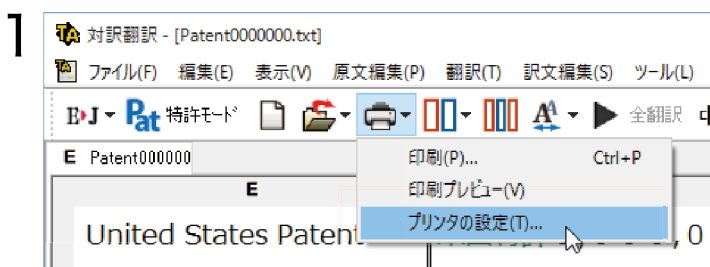 1
TA 対訳翻訳 - [Patent0000000.txt]
TA ファイル(F) 編集(E) 表示(V) 原文編集(P) 翻訳(T) 訳文編集(S) ツール(L)
E▸J Pat 特許モード A 全翻訳
E Patent000000
印刷(P)... Ctrl+P
E 印刷プレビュー(V)
プリンタの設定(T)...
United States Patent , 0